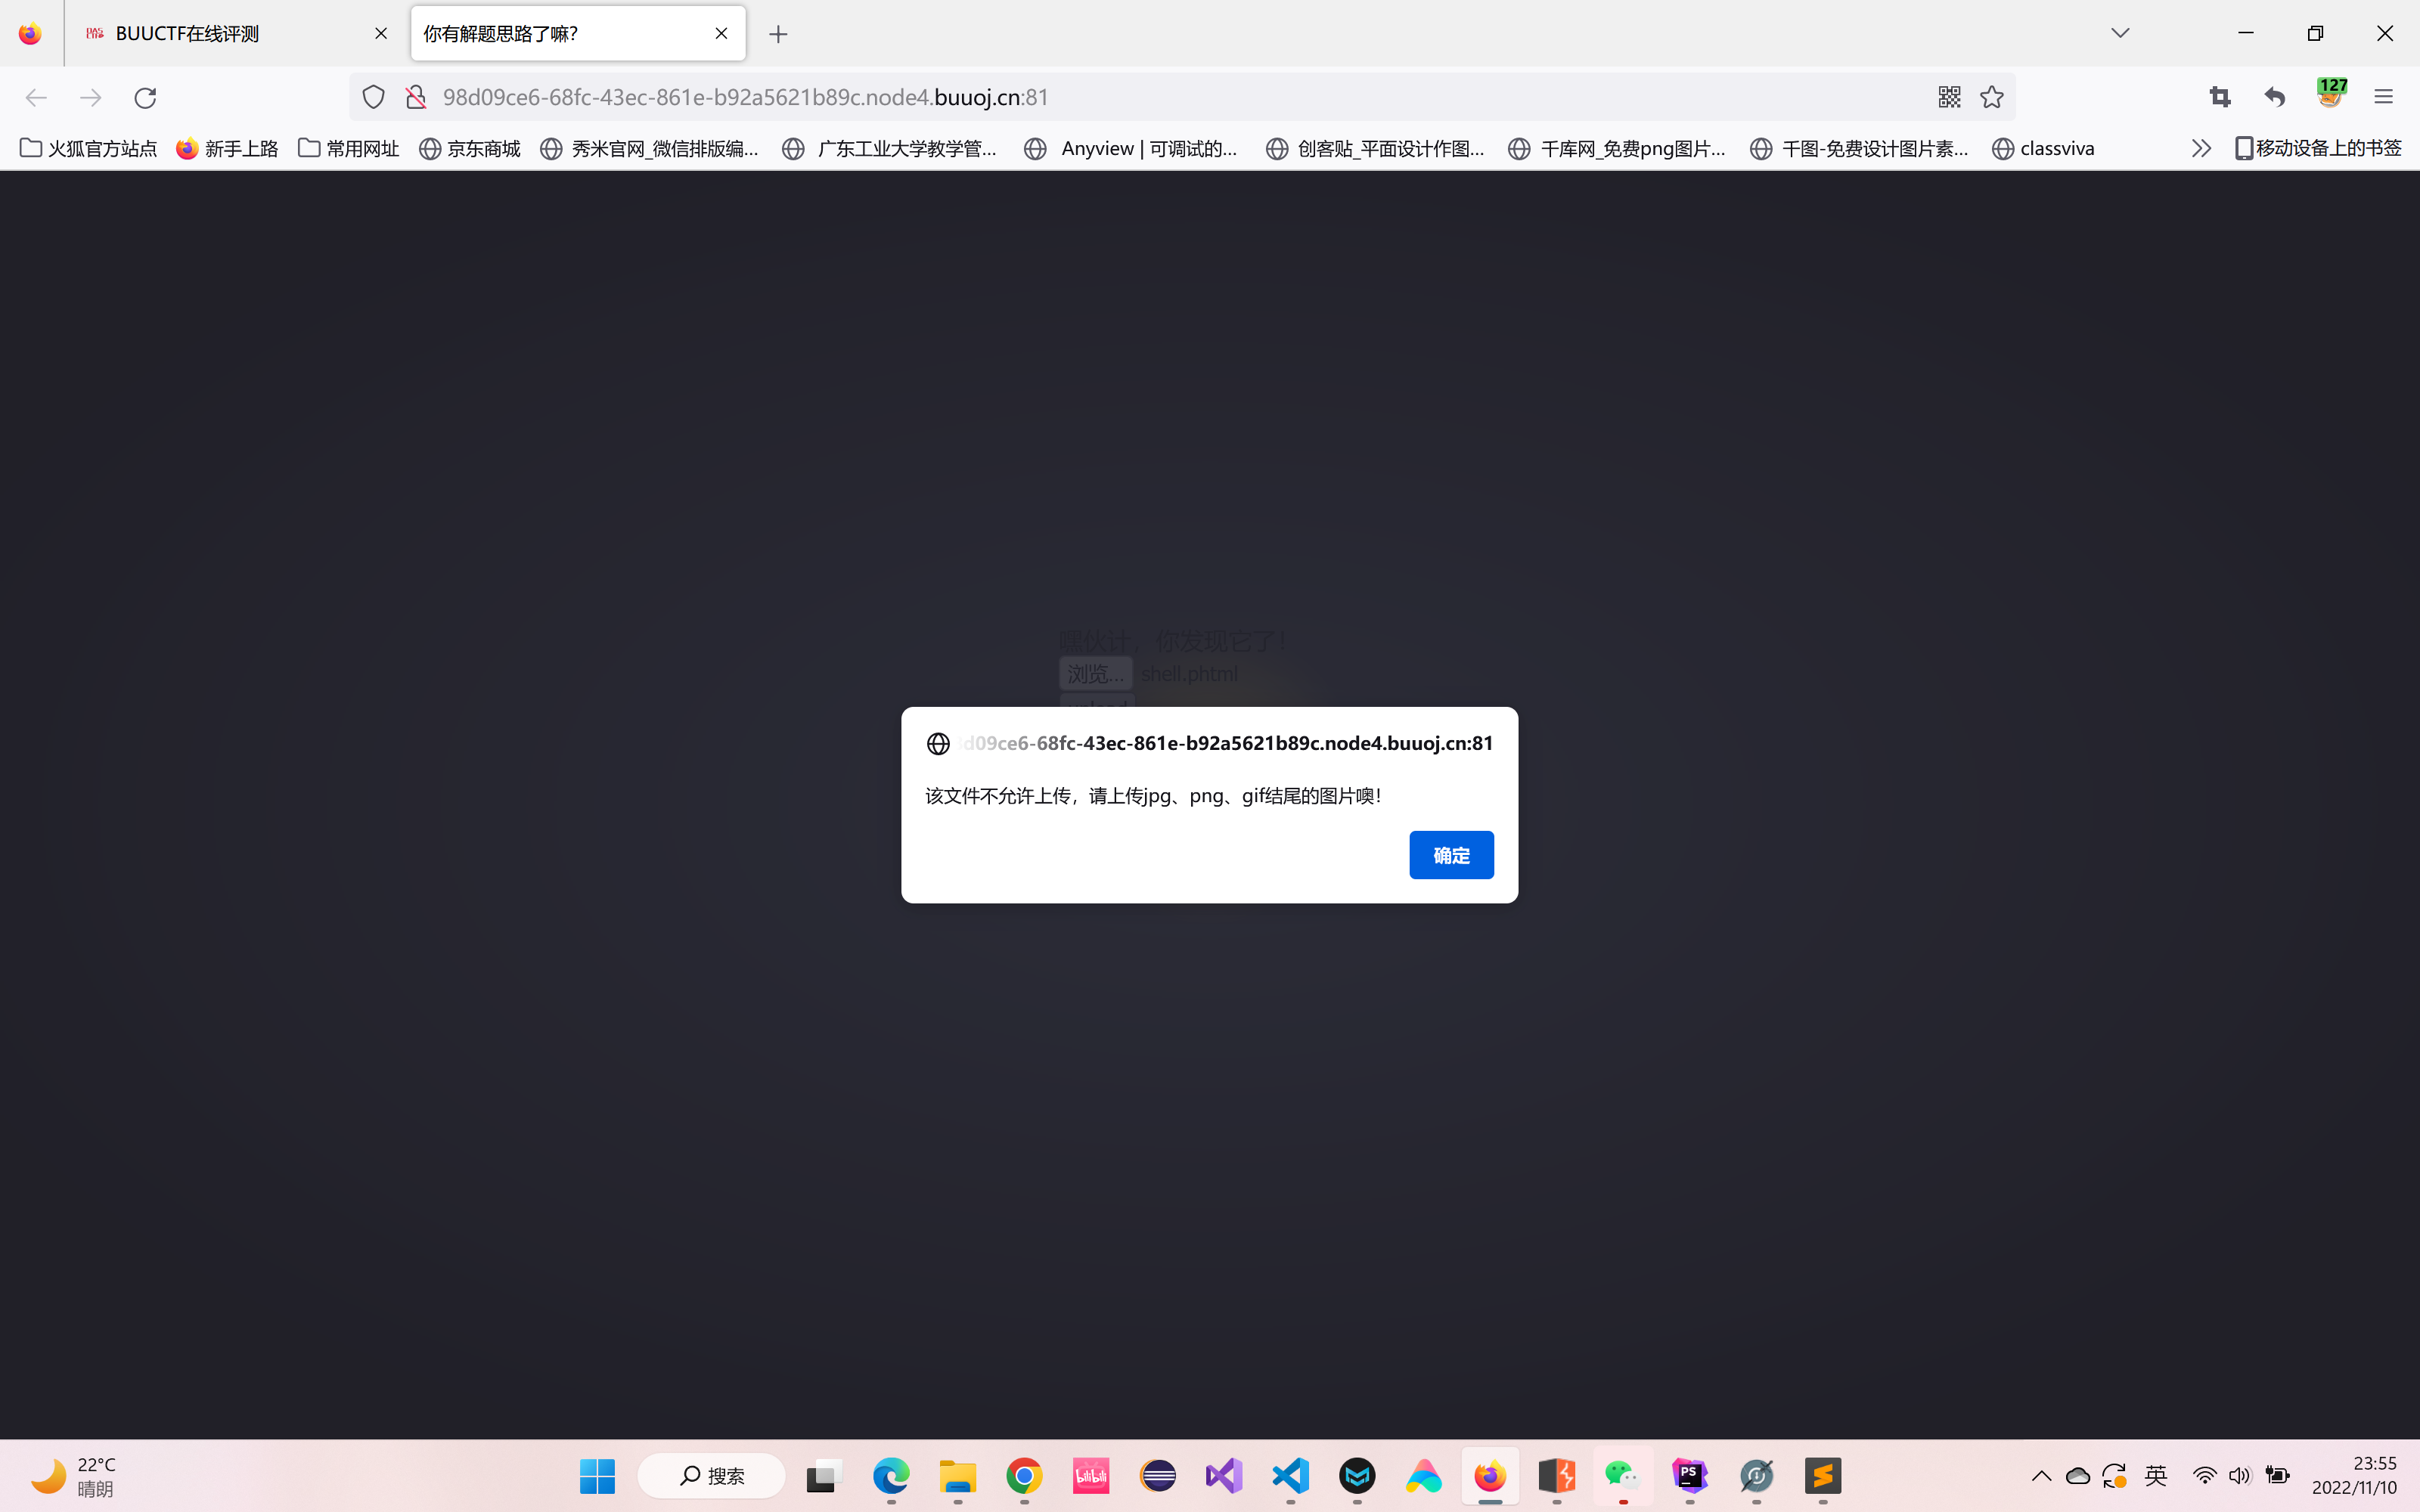 BUUCTF在线评测
你有解题思路了嘛？
98d09ce6-68fc-43ec-861e-b92a5621b89c.node4.buuoj.cn:81
127
火狐官方站点 新手上路 常用网址 京东商城 秀米官网_微信排版编... 广东工业大学教学管... Anyview | 可调试的... 创客贴_平面设计作图... 千库网_免费png图片... 千图-免费设计图片素... classviva 移动设备上的书签
嘿伙计，你发现它了！
浏览... shell.phtml
d09ce6-68fc-43ec-861e-b92a5621b89c.node4.buuoj.cn:81
该文件不允许上传，请上传jpg、png、gif结尾的图片噢！
确定
22°C
晴朗
搜索
bilibili
PS
英
23:55
2022/11/10